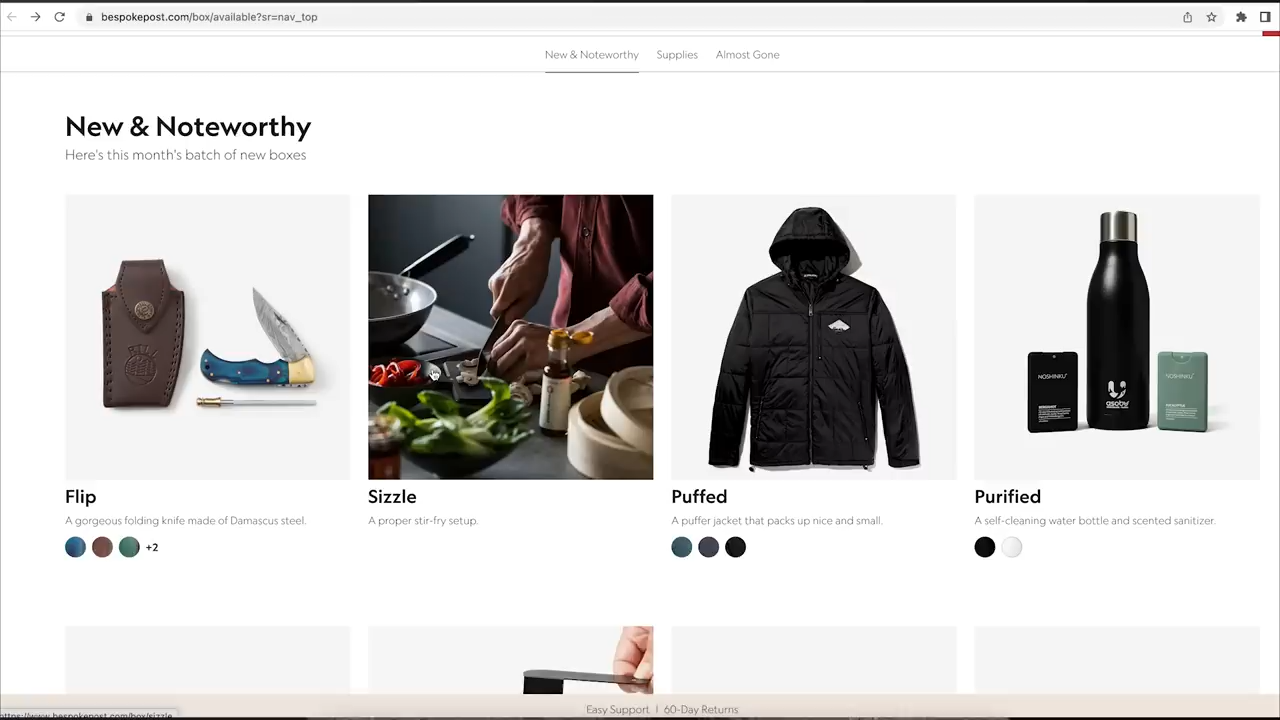 bespokepost.com/box/available?sr=nav_top
New & Noteworthy
Supplies
Almost Gone
New & Noteworthy
Here's this month's batch of new boxes
NOSHINKU
asobu
NOSHINKU
Flip
Sizzle
Puffed
Purified
A gorgeous folding knife made of Damascus steel.
A proper stir-fry setup.
A puffer jacket that packs up nice and small.
A self-cleaning water bottle and scented sanitizer.
+2
Easy Support | 60-Day Returns
https://www.bespokepost.com/box/sizzle